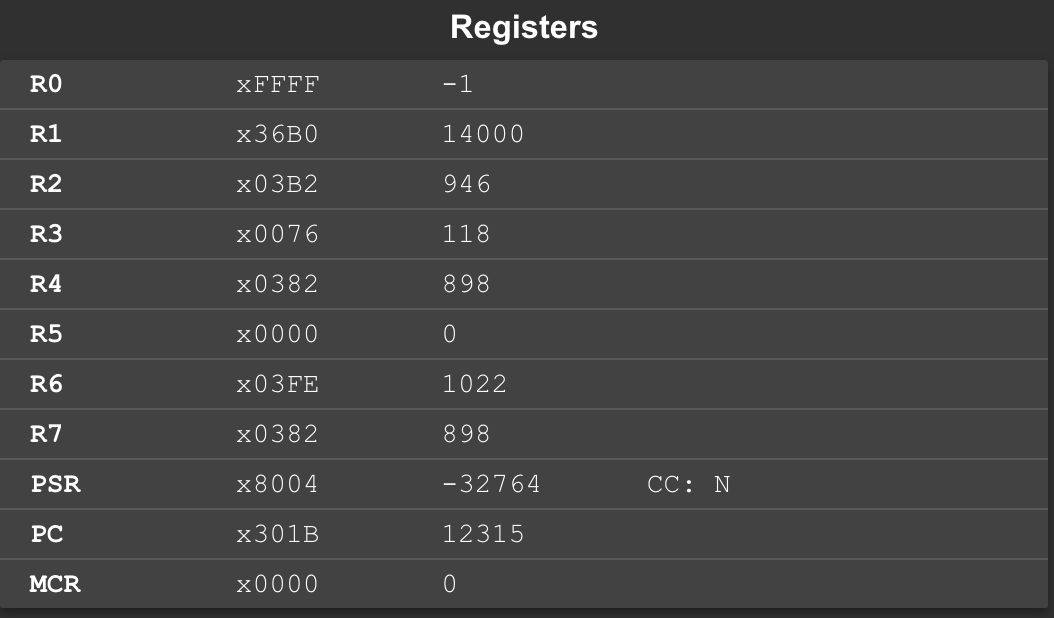 Registers
R0 xFFFF -1
R1 x36B0 14000
R2 x03B2 946
R3 x0076 118
R4 x0382 898
R5 x0000 0
R6 x03FE 1022
R7 x0382 898
PSR x8004 -32764 CC: N
PC x301B 12315
MCR x0000 0